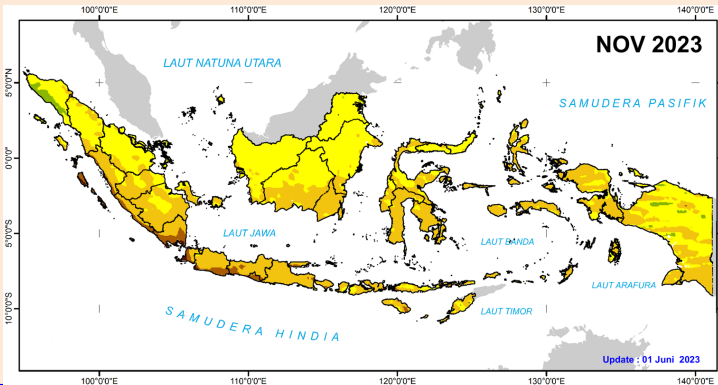 100°0'0"E 110°0'0"E 120°0'0"E 130°0'0"E 140°0'0"E
NOV 2023
LAUT NATUNA UTARA
5°0'0"N
SAMUDERA PASIFIK
0°0'0"
LAUT JAWA
5°0'0"S
LAUT BANDA
LAUT ARAFURA
10°0'0"S
SAMUDERA HINDIA
LAUT TIMOR
Update : 01 Juni 2023
100°0'0"E 110°0'0"E 120°0'0"E 130°0'0"E 140°0'0"E